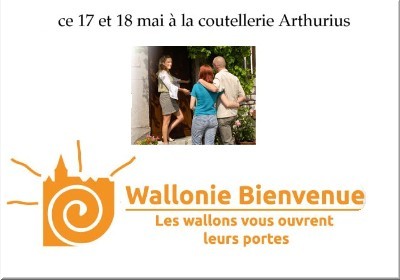 ce 17 et 18 mai à la coutellerie Arthurius
Wallonie Bienvenue
Les wallons vous ouvrent
leurs portes